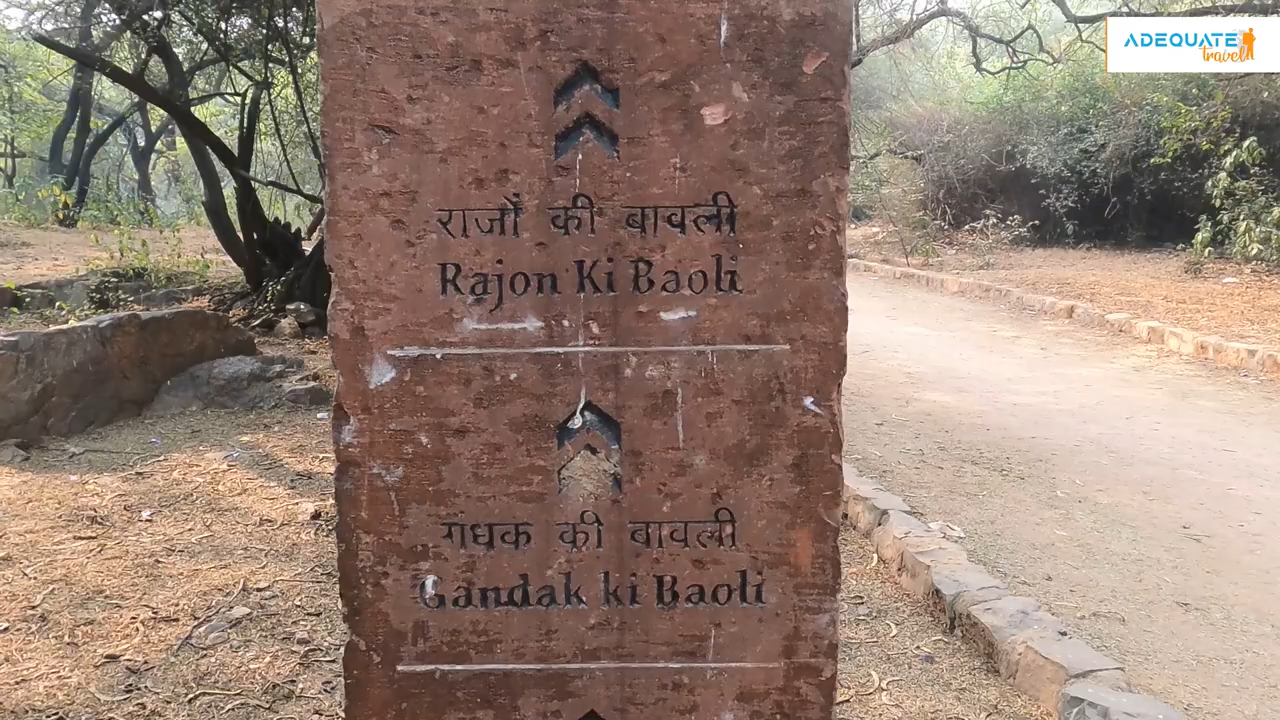 ADEQUATE
travel
राजों की बावली
Rajon Ki Baoli
गधक की बावली
Gandak ki Baoli